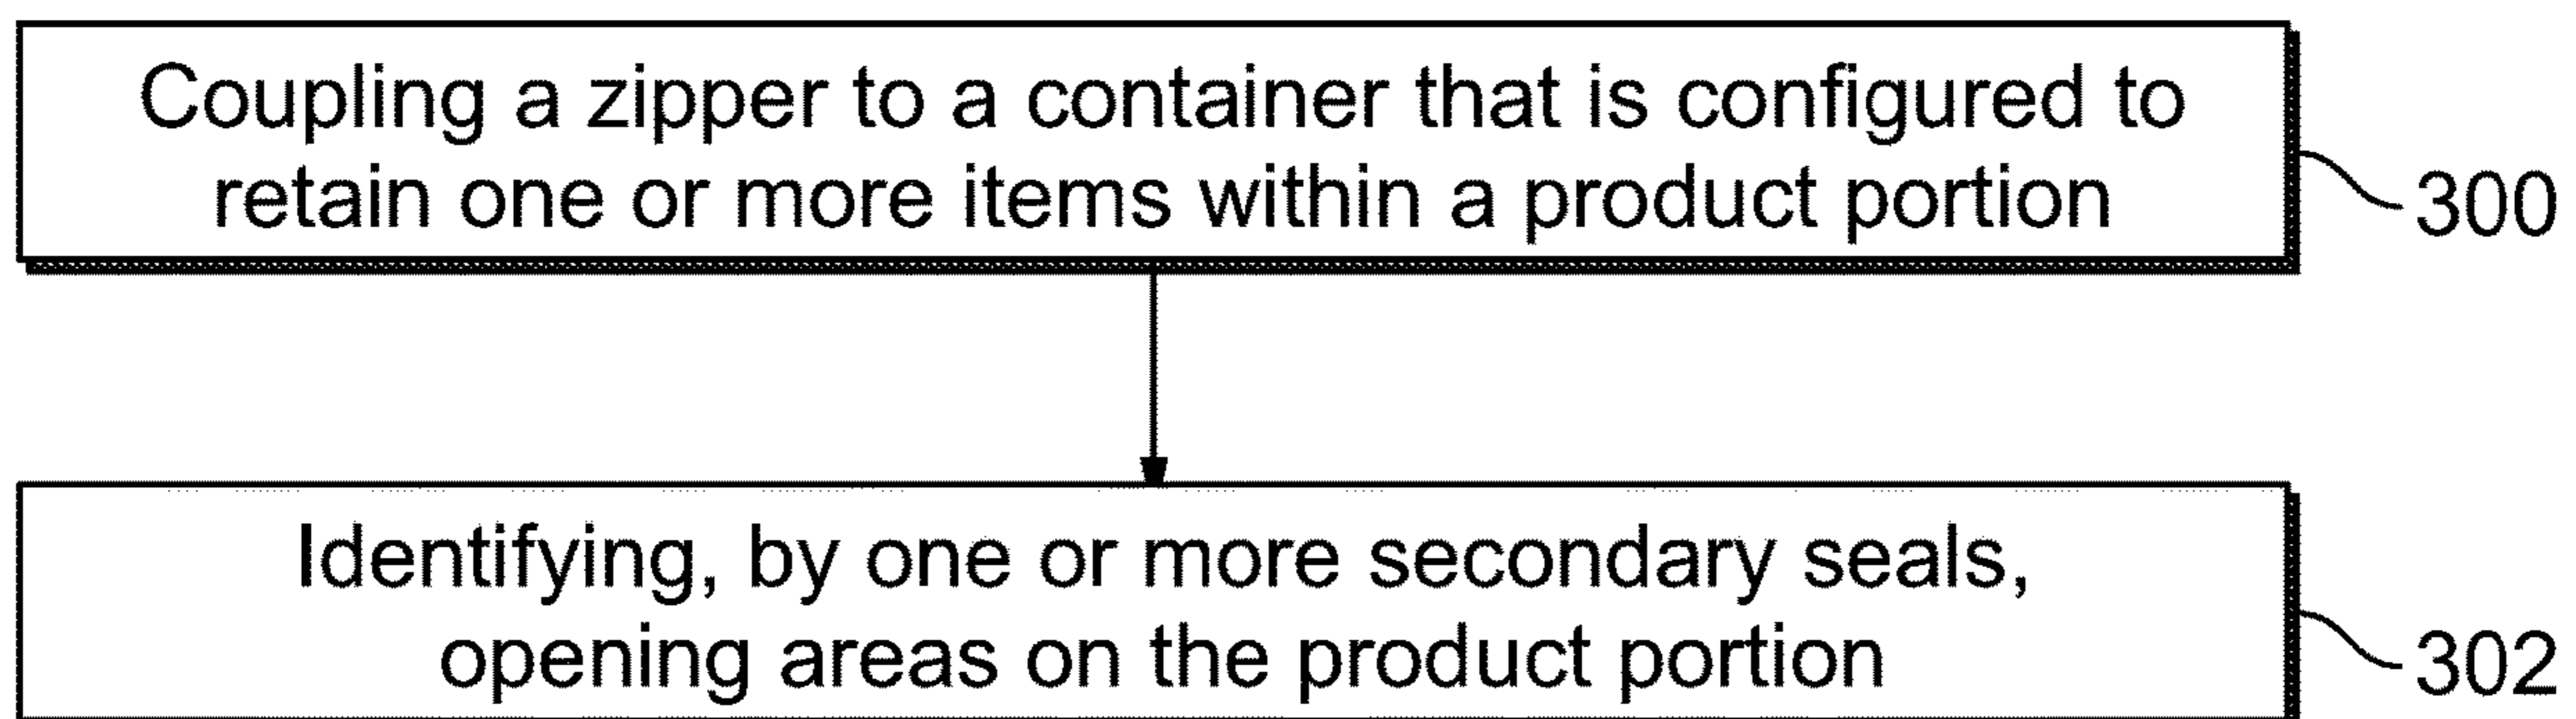 Coupling a zipper to a container that is configured to
retain one or more items within a product portion
300
Identifying, by one or more secondary seals,
opening areas on the product portion
302